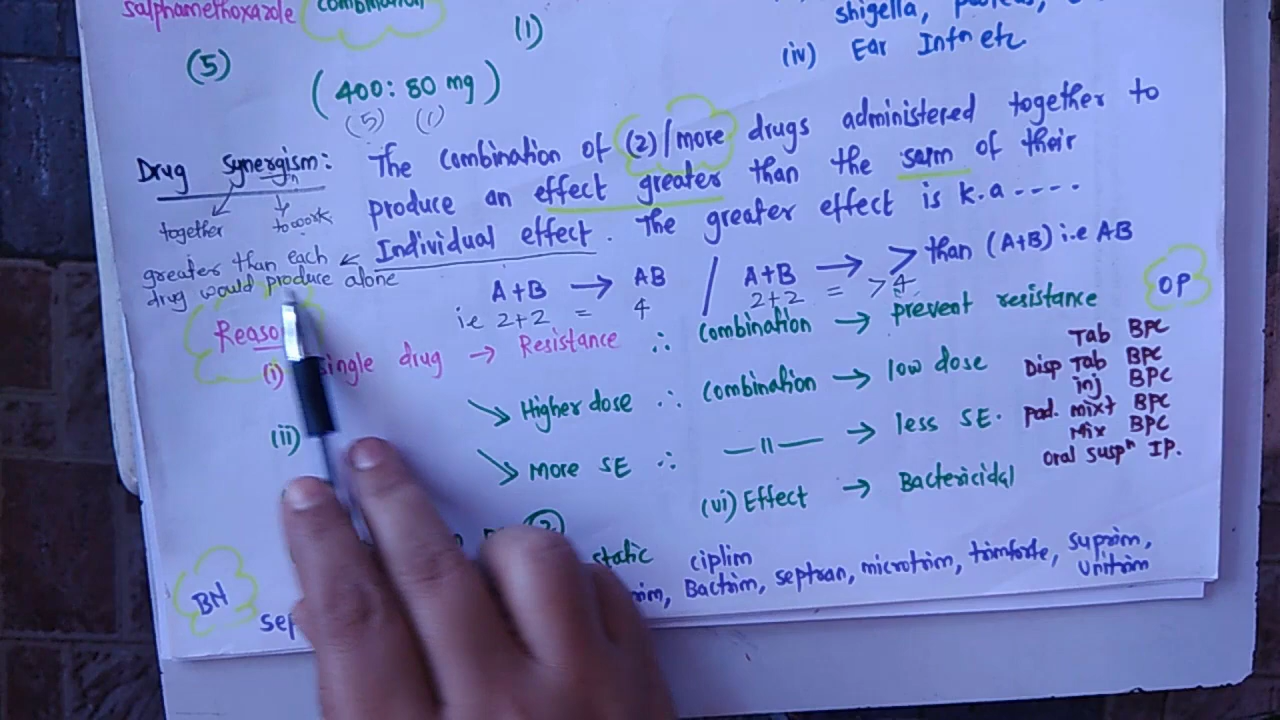 salphamethoxazole combination
(5) (1)
shigella,
(iv) Ear Infn etc
(400: 80 mg)
(5) (1)
Drug Synergism: The combination of (2)/more drugs administered together to
together to work
produce an effect greater than the sum of their
Individual effect. The greater effect is k.a ----
greater than each
drug would produce alone
A+B → AB / A+B → > than (A+B) i.e AB
ie 2+2 = 4 2+2 = >4
OP
Reason
(i) single drug → Resistance ∴ combination → prevent resistance
↘ Higher dose ∴ combination → low dose
(ii)
↘ More SE ∴ —11— → less SE.
(vi) Effect → Bactericidal
Tab BPC
Disp Tab BPC
inj BPC
pad. mixt BPC
Mix BPC
oral suspn IP.
static ciplim
BN
Bactrim, septran, microtrim, trimforte, suprim,
unitrim